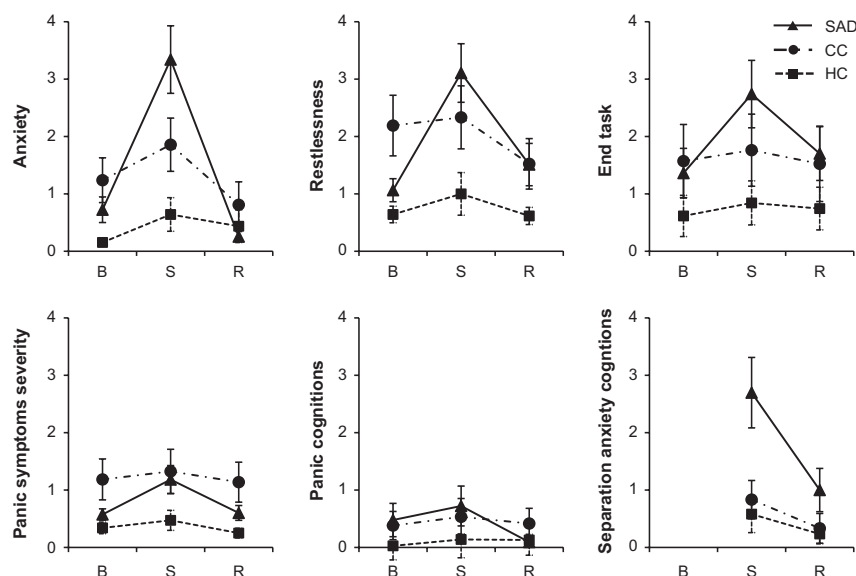 4
3
2
1
0
Anxiety
B S R
4
3
2
1
0
Restlessness
B S R
4
3
2
1
0
End task
B S R
SAD
CC
HC
4
3
2
1
0
Panic symptoms severity
B S R
4
3
2
1
0
Panic cognitions
B S R
4
3
2
1
0
Separation anxiety cogntions
B S R